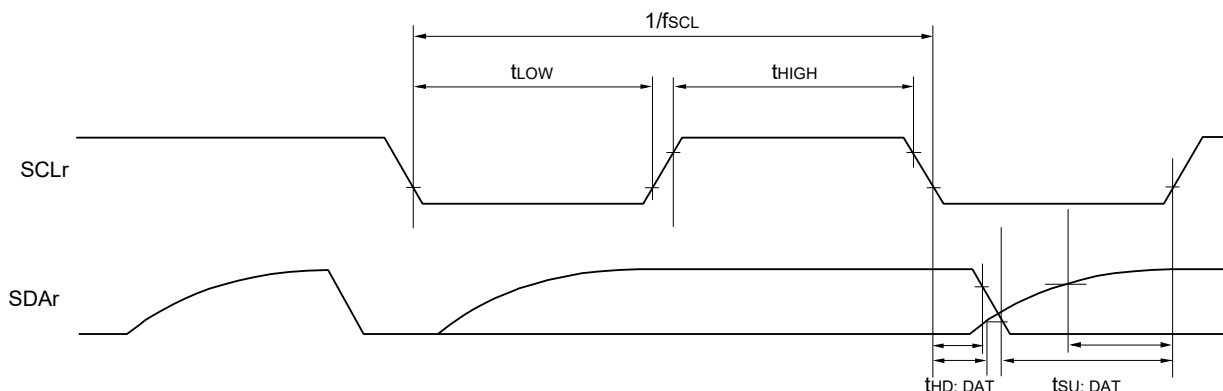 1/fSCL
tLOW
tHIGH
SCLr
SDAr
tHD: DAT
tSU: DAT